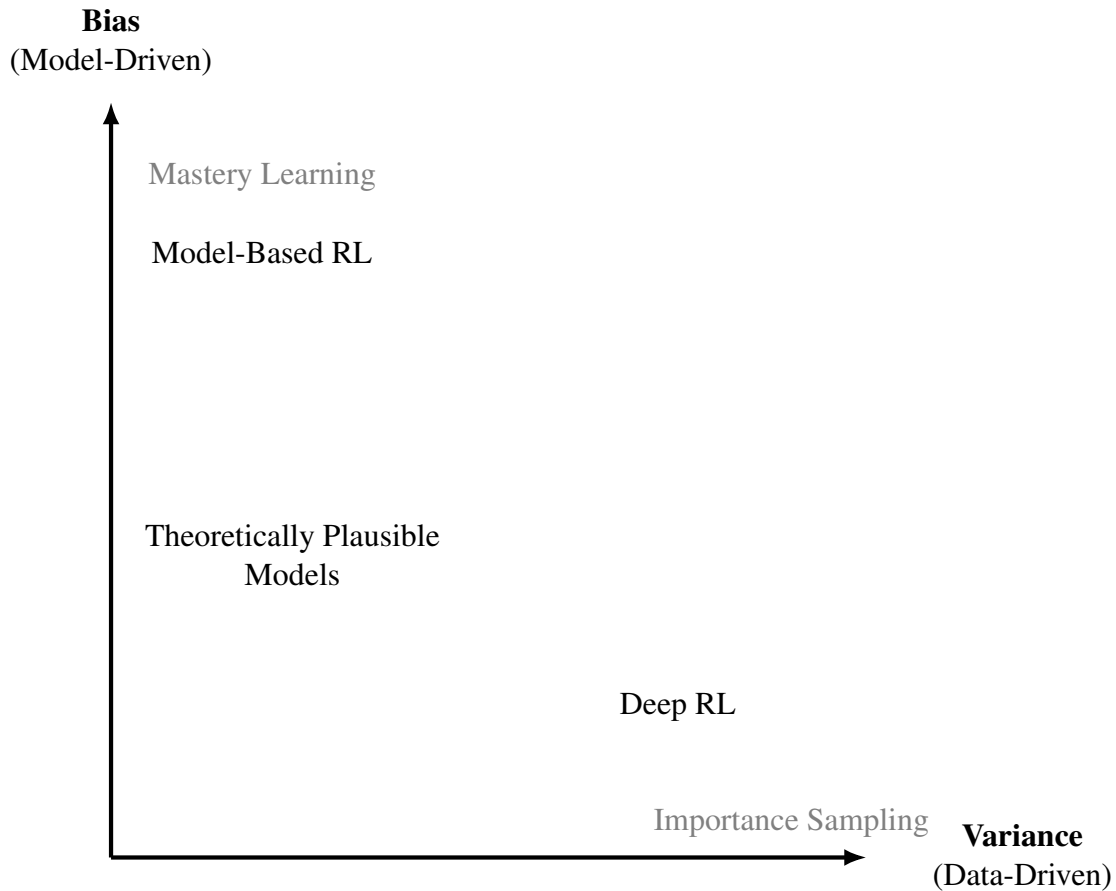 Bias
(Model-Driven)
Mastery Learning
Model-Based RL
Theoretically Plausible
Models
Deep RL
Importance Sampling
Variance
(Data-Driven)